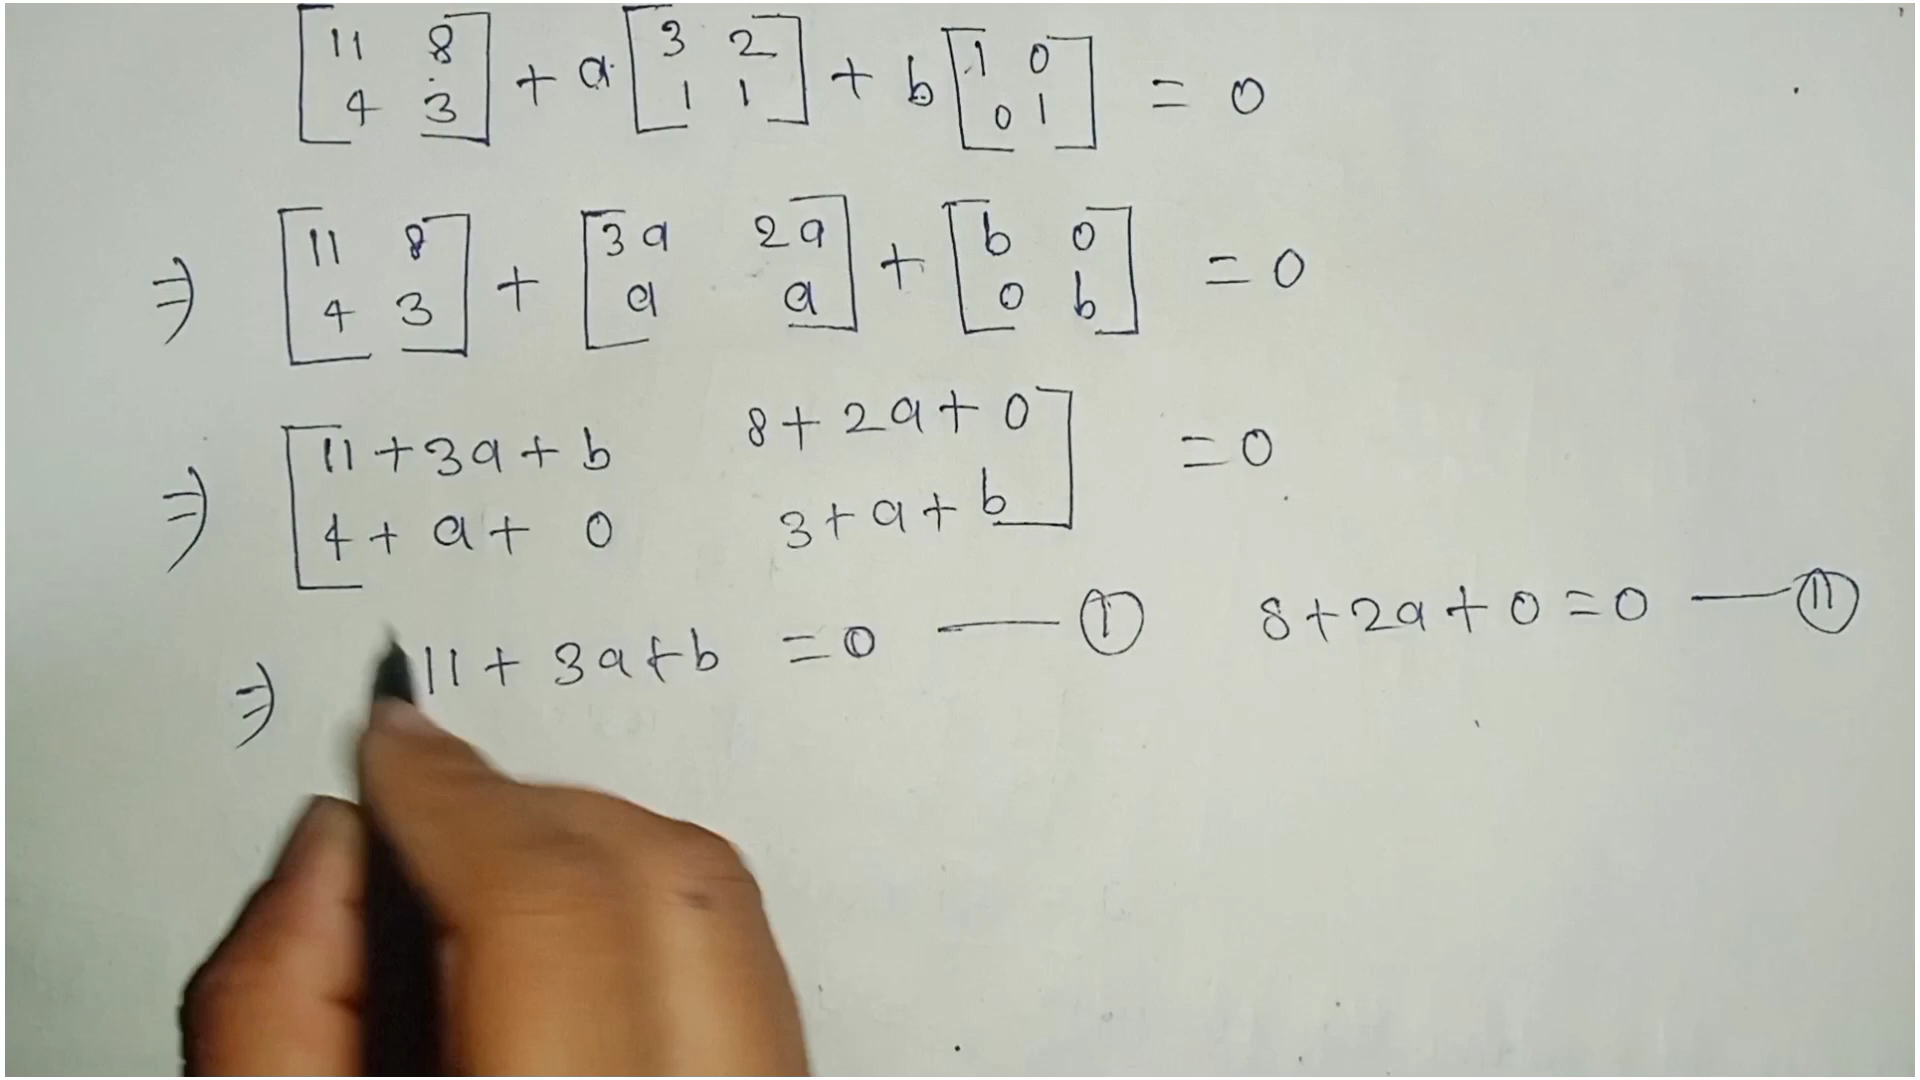 [11 8 4 3] + a [3 2 1 1] + b [1 0 0 1] = 0
⇒ [11 8 4 3] + [3a 2a a a] + [b 0 0 b] = 0
⇒ [11+3a+b 8+2a+0 4+a+0 3+a+b] = 0
⇒ 11+3a+b = 0 — (I) 8+2a+0=0 — (II)